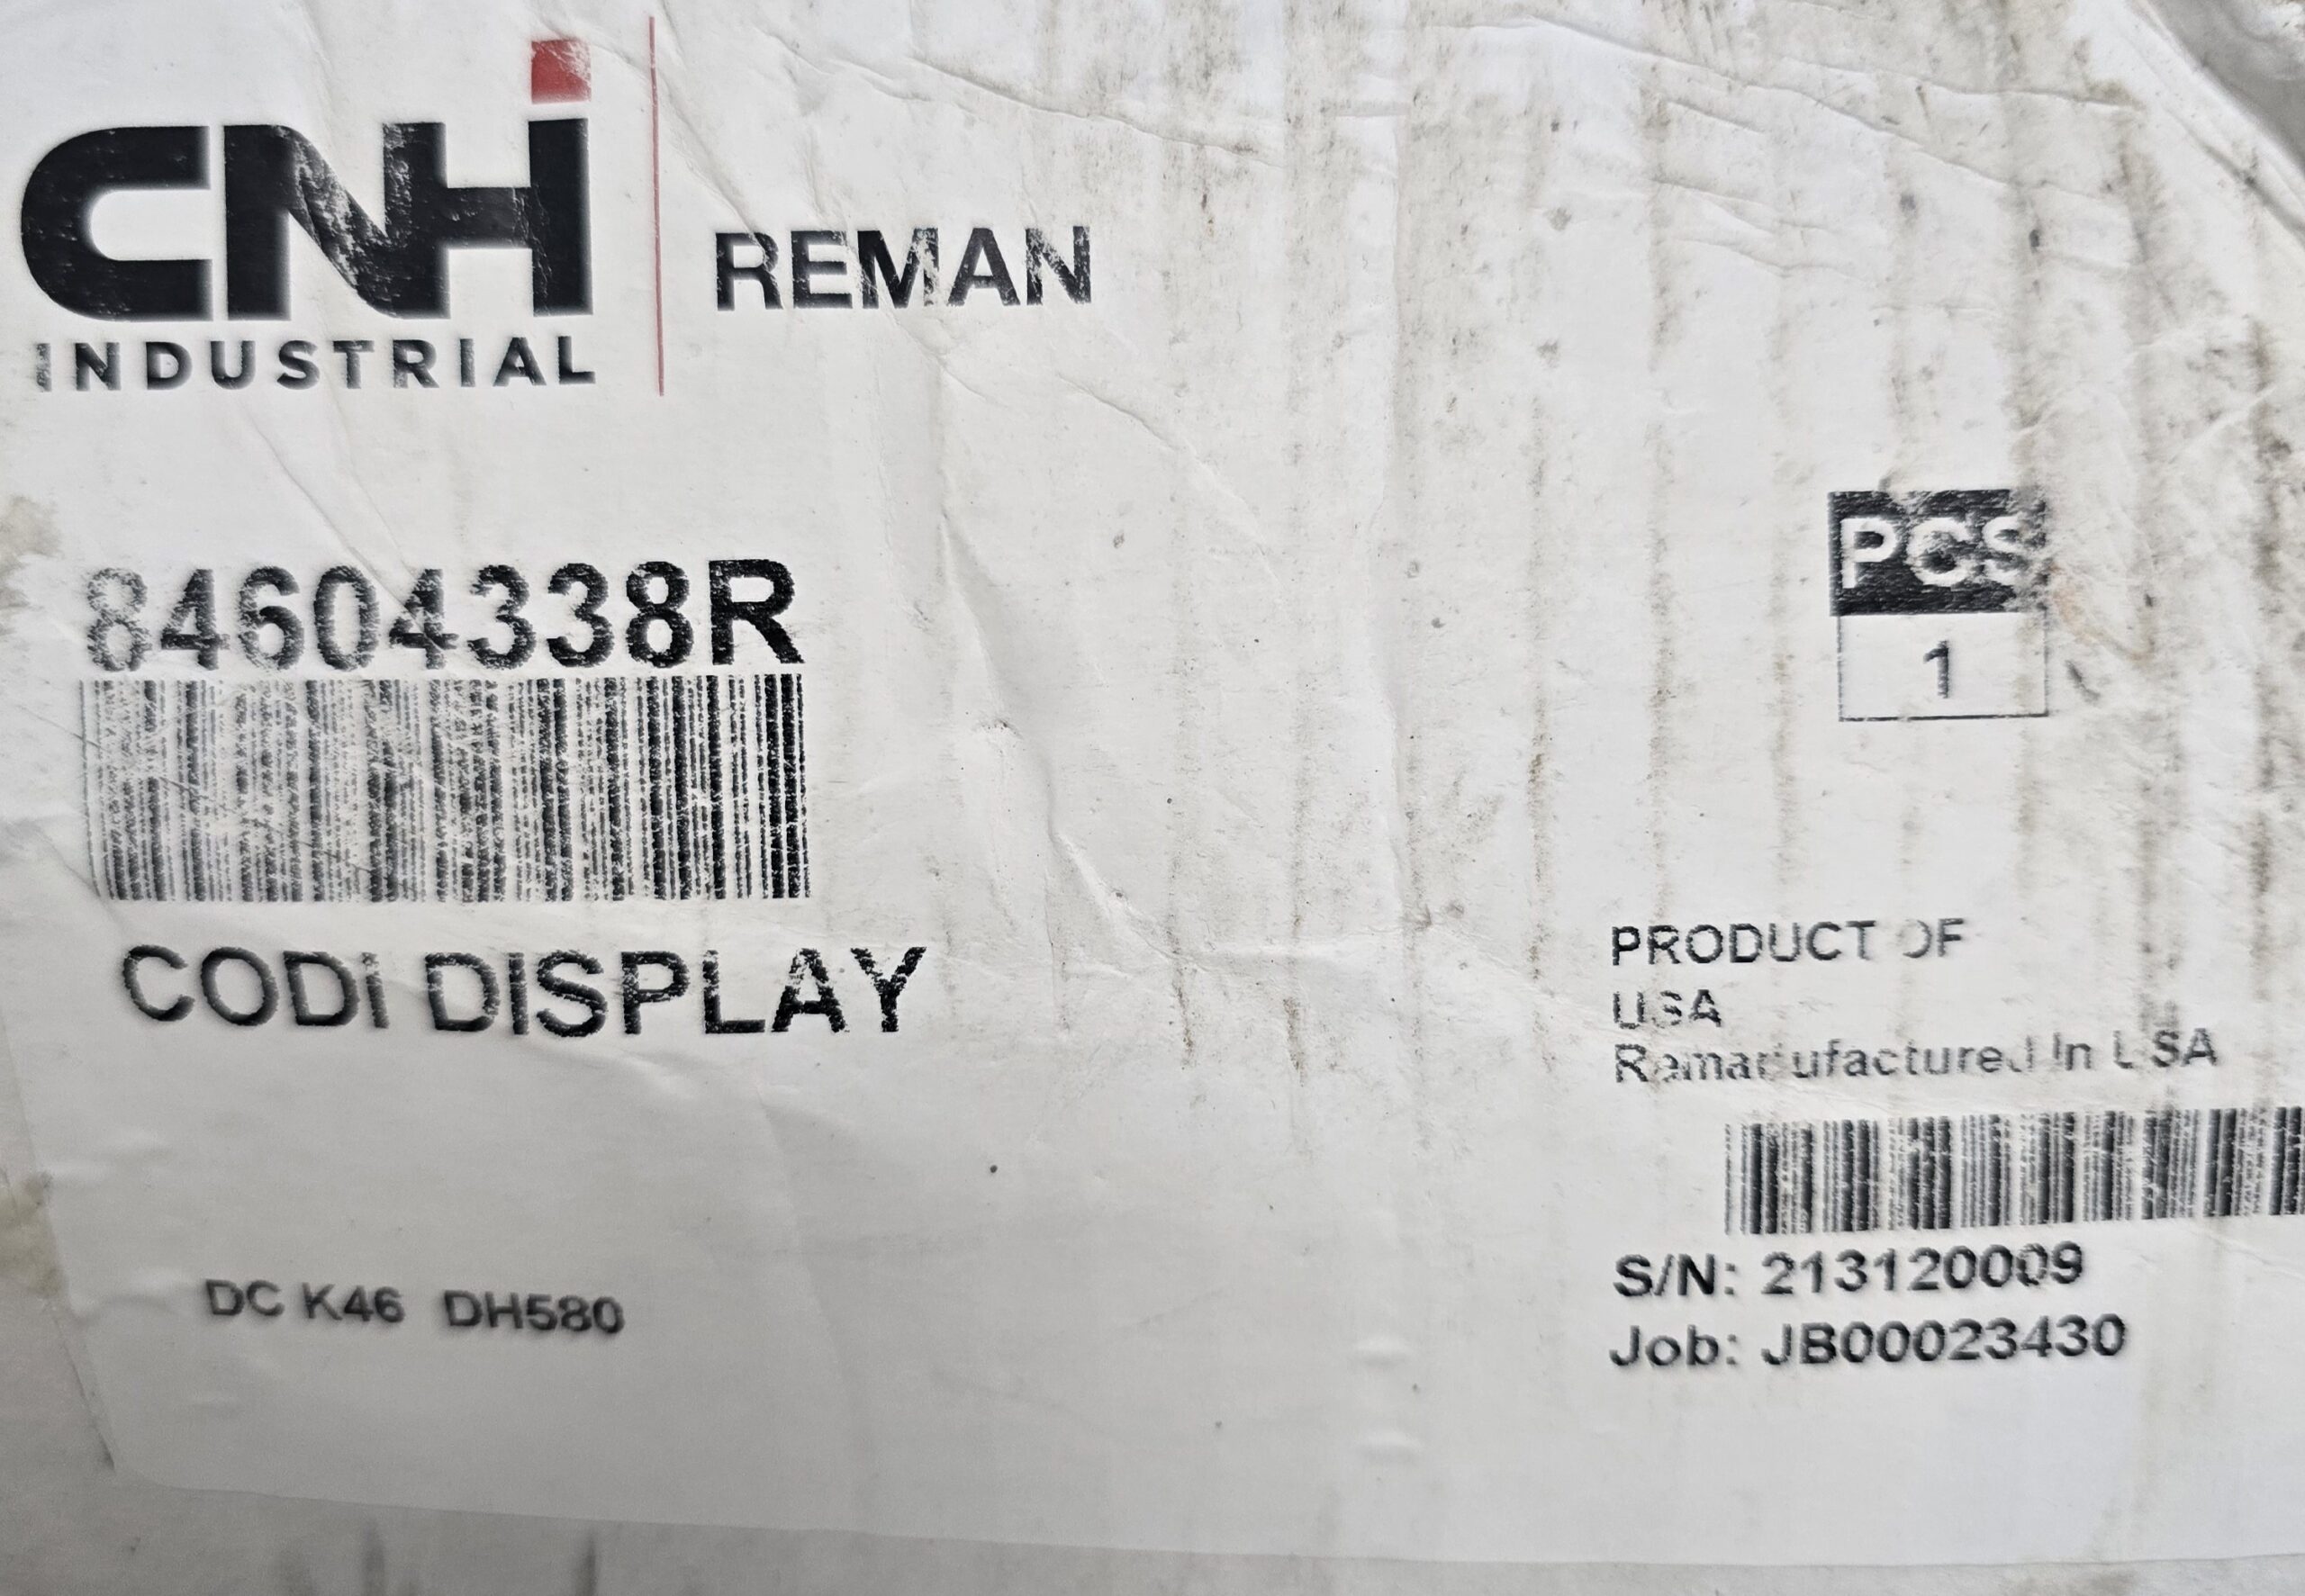 CNH
INDUSTRIAL
REMAN
84604338R
CODi DISPLAY
PCS
1
PRODUCT OF
USA
Remanufactured In USA
S/N: 213120009
Job: JB00023430
DC K46 DH580